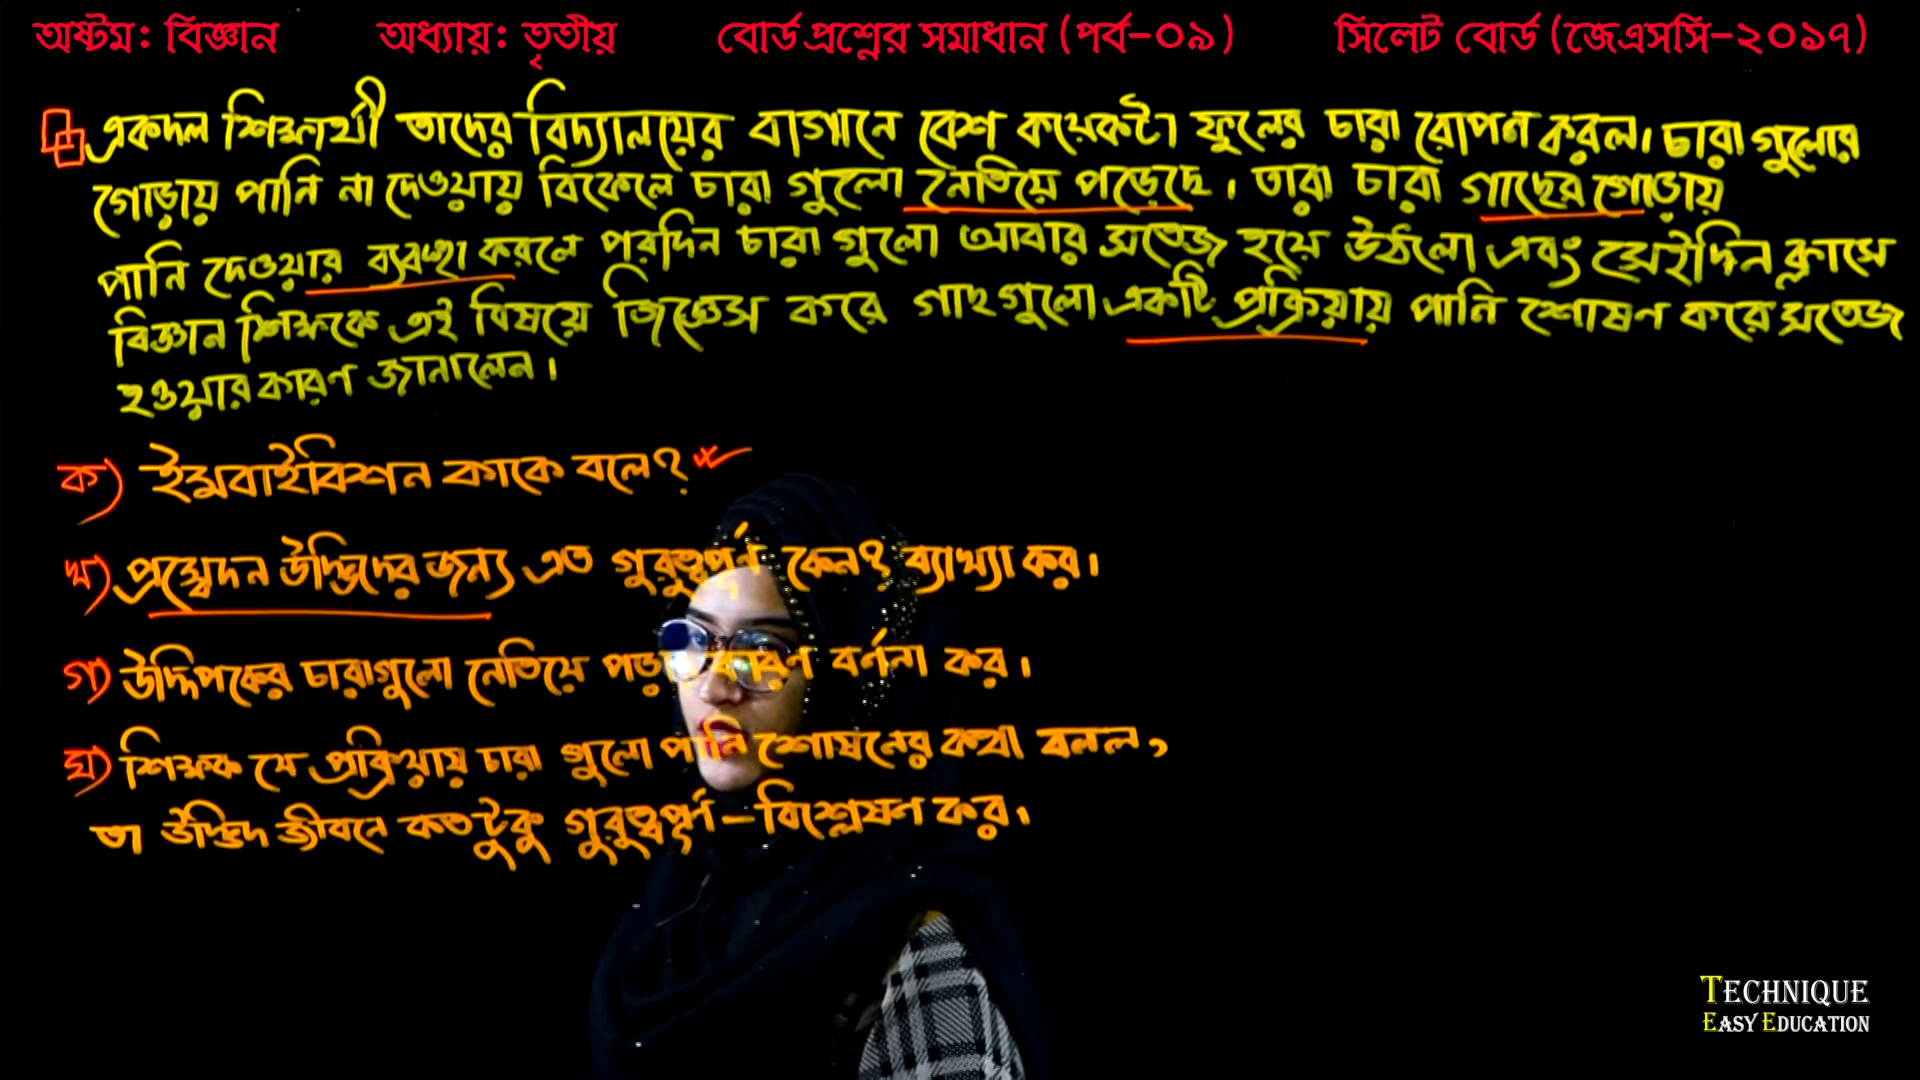 অষ্টম: বিজ্ঞান অধ্যায়: তৃতীয় বোর্ড প্রশ্নের সমাধান (পর্ব-০৯) সিলেট বোর্ড (জেএসসি-২০১৭)
একদল শিক্ষার্থী তাদের বিদ্যালয়ের বাগানে বেশ কয়েকটা ফুলের চারা রোপন করল। চারা গুলোর
গোড়ায় পানি না দেওয়ায় বিকেলে চারা গুলো নেতিয়ে পড়েছে। তারা চারা গাছের গোড়ায়
পানি দেওয়ার ব্যবস্থা করলে পরদিন চারা গুলো আবার সতেজ হয়ে উঠলো এবং সেইদিন ক্লাসে
বিজ্ঞান শিক্ষককে এই বিষয়ে জিজ্ঞেস করে গাছগুলো একটি প্রক্রিয়ায় পানি শোষণ করে সতেজ
হওয়ার কারণ জানালেন।
ক) ইমবাইবিশন কাকে বলে?
খ) প্রস্বেদন উদ্ভিদের জন্য এত গুরুত্বপূর্ণ কেন? ব্যাখ্যা কর।
গ) উদ্দিপকের চারাগুলো নেতিয়ে পড়ার কারণ বর্ণনা কর।
ঘ) শিক্ষক যে প্রক্রিয়ায় চারা গুলো পানি শোষনের কথা বলল,
তা উদ্ভিদ জীবনে কতটুকু গুরুত্বপূর্ণ - বিশ্লেষণ কর।
TECHNIQUE
EASY EDUCATION